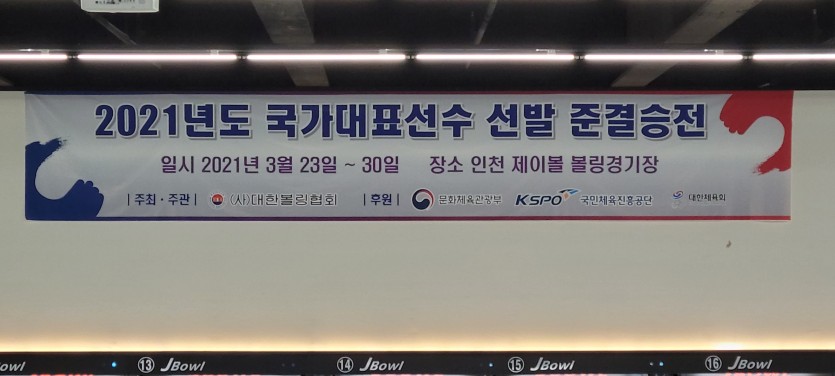 2021년도 국가대표선수 선발 준결승전
일시 2021년 3월 23일 ~ 30일 장소 인천 제이볼 볼링경기장
|주최·주관| (사)대한볼링협회 |후원| 문화체육관광부 KSPO 국민체육진흥공단 대한체육회
Bowl ⑬ JBowl ⑭ JBowl ⑮ JBowl ⑯ JBowl